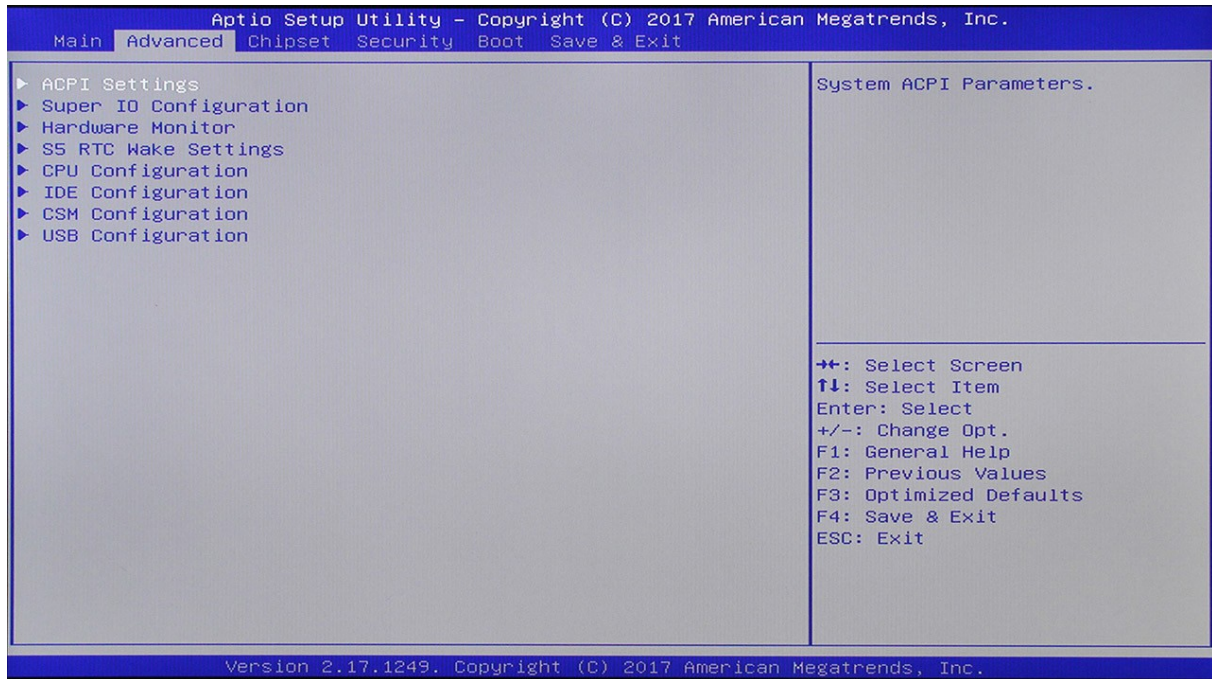 Aptio Setup Utility – Copyright (C) 2017 American Megatrends, Inc.
Main Advanced Chipset Security Boot Save & Exit
▶ ACPI Settings
▶ Super IO Configuration
▶ Hardware Monitor
▶ S5 RTC Wake Settings
▶ CPU Configuration
▶ IDE Configuration
▶ CSM Configuration
▶ USB Configuration
System ACPI Parameters.
→←: Select Screen
↑↓: Select Item
Enter: Select
+/-: Change Opt.
F1: General Help
F2: Previous Values
F3: Optimized Defaults
F4: Save & Exit
ESC: Exit
Version 2.17.1249. Copyright (C) 2017 American Megatrends, Inc.